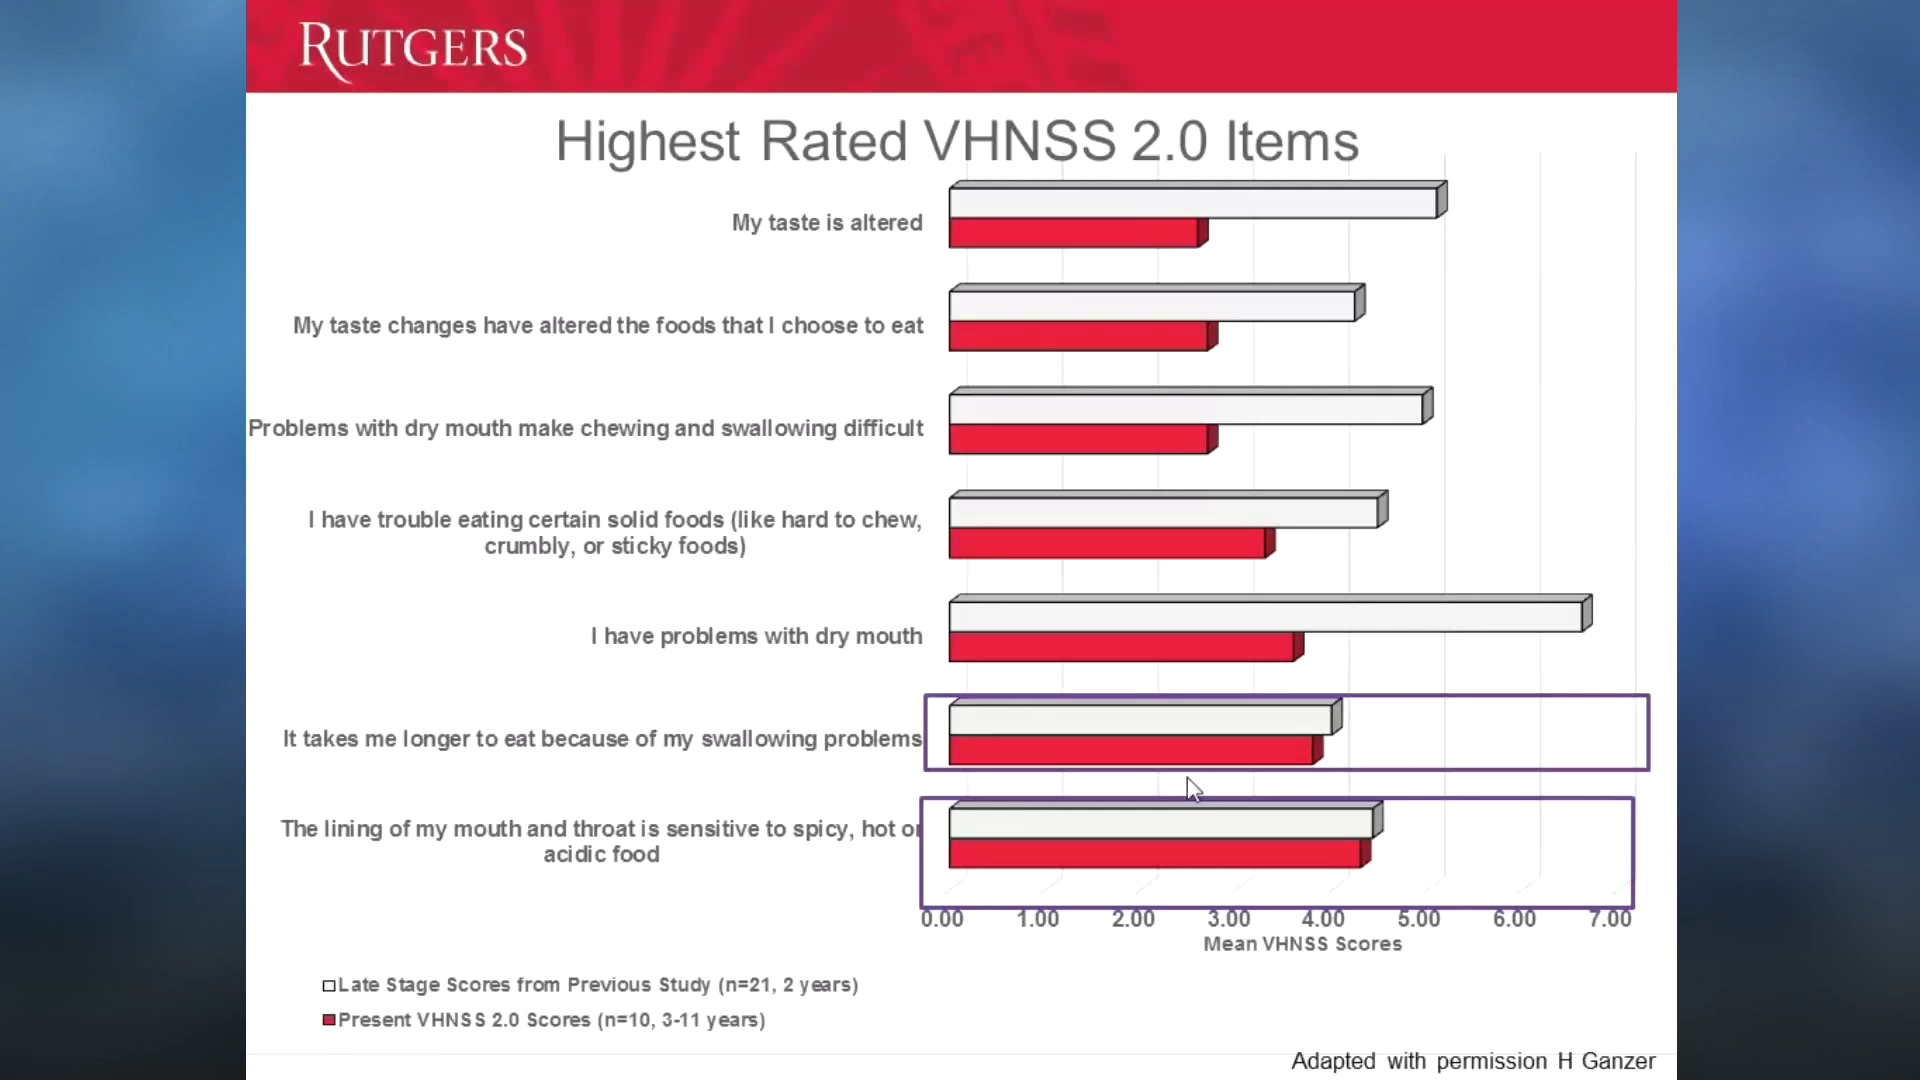 RUTGERS
Highest Rated VHNSS 2.0 Items
My taste is altered
My taste changes have altered the foods that I choose to eat
Problems with dry mouth make chewing and swallowing difficult
I have trouble eating certain solid foods (like hard to chew,
crumbly, or sticky foods)
I have problems with dry mouth
It takes me longer to eat because of my swallowing problems
The lining of my mouth and throat is sensitive to spicy, hot or
acidic food
0.00 1.00 2.00 3.00 4.00 5.00 6.00 7.00
Mean VHNSS Scores
Late Stage Scores from Previous Study (n=21, 2 years)
Present VHNSS 2.0 Scores (n=10, 3-11 years)
Adapted with permission H Ganzer